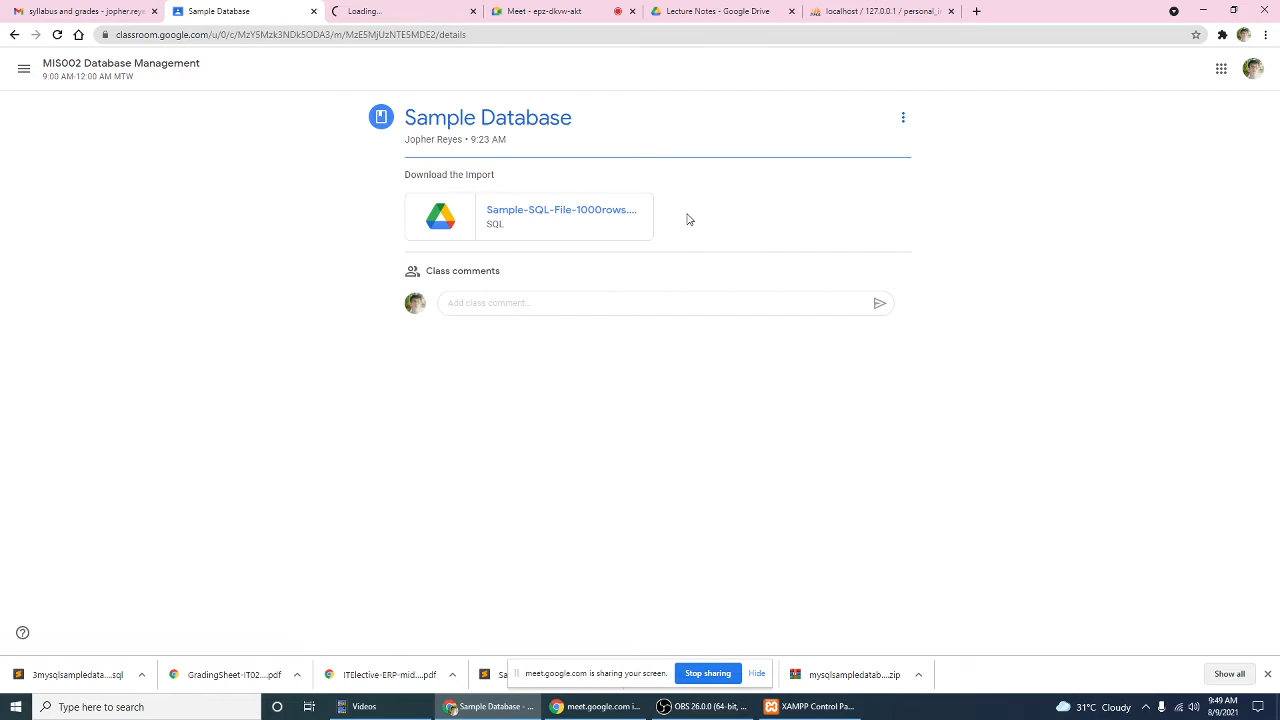 syllabus and grades - jopher.reye
Sample Database
Loading...
Meet - epz-dkvw-akt
Lecture Notes - Google Drive
localhost / 127.0.0.1 / personal_in
classroom.google.com/u/0/c/MzY5Mzk3NDk5ODA3/m/MzE5MjUzNTE5MDE2/details
MIS002 Database Management
9:00 AM-12:00 AM MTW
Sample Database
Jopher Reyes • 9:23 AM
Download the Import
Sample-SQL-File-1000rows....
SQL
Class comments
Add class comment...
3mysqlsampledatab....sql
GradingSheet-ITG5....pdf
ITElective-ERP-mid....pdf
meet.google.com is sharing your screen.
Stop sharing
Hide
mysqlsampledatab....zip
Show all
Type here to search
Videos
Sample Database - ...
meet.google.com i...
OBS 26.0.0 (64-bit, ...
XAMPP Control Pa...
31°C Cloudy
9:49 AM
8/9/2021